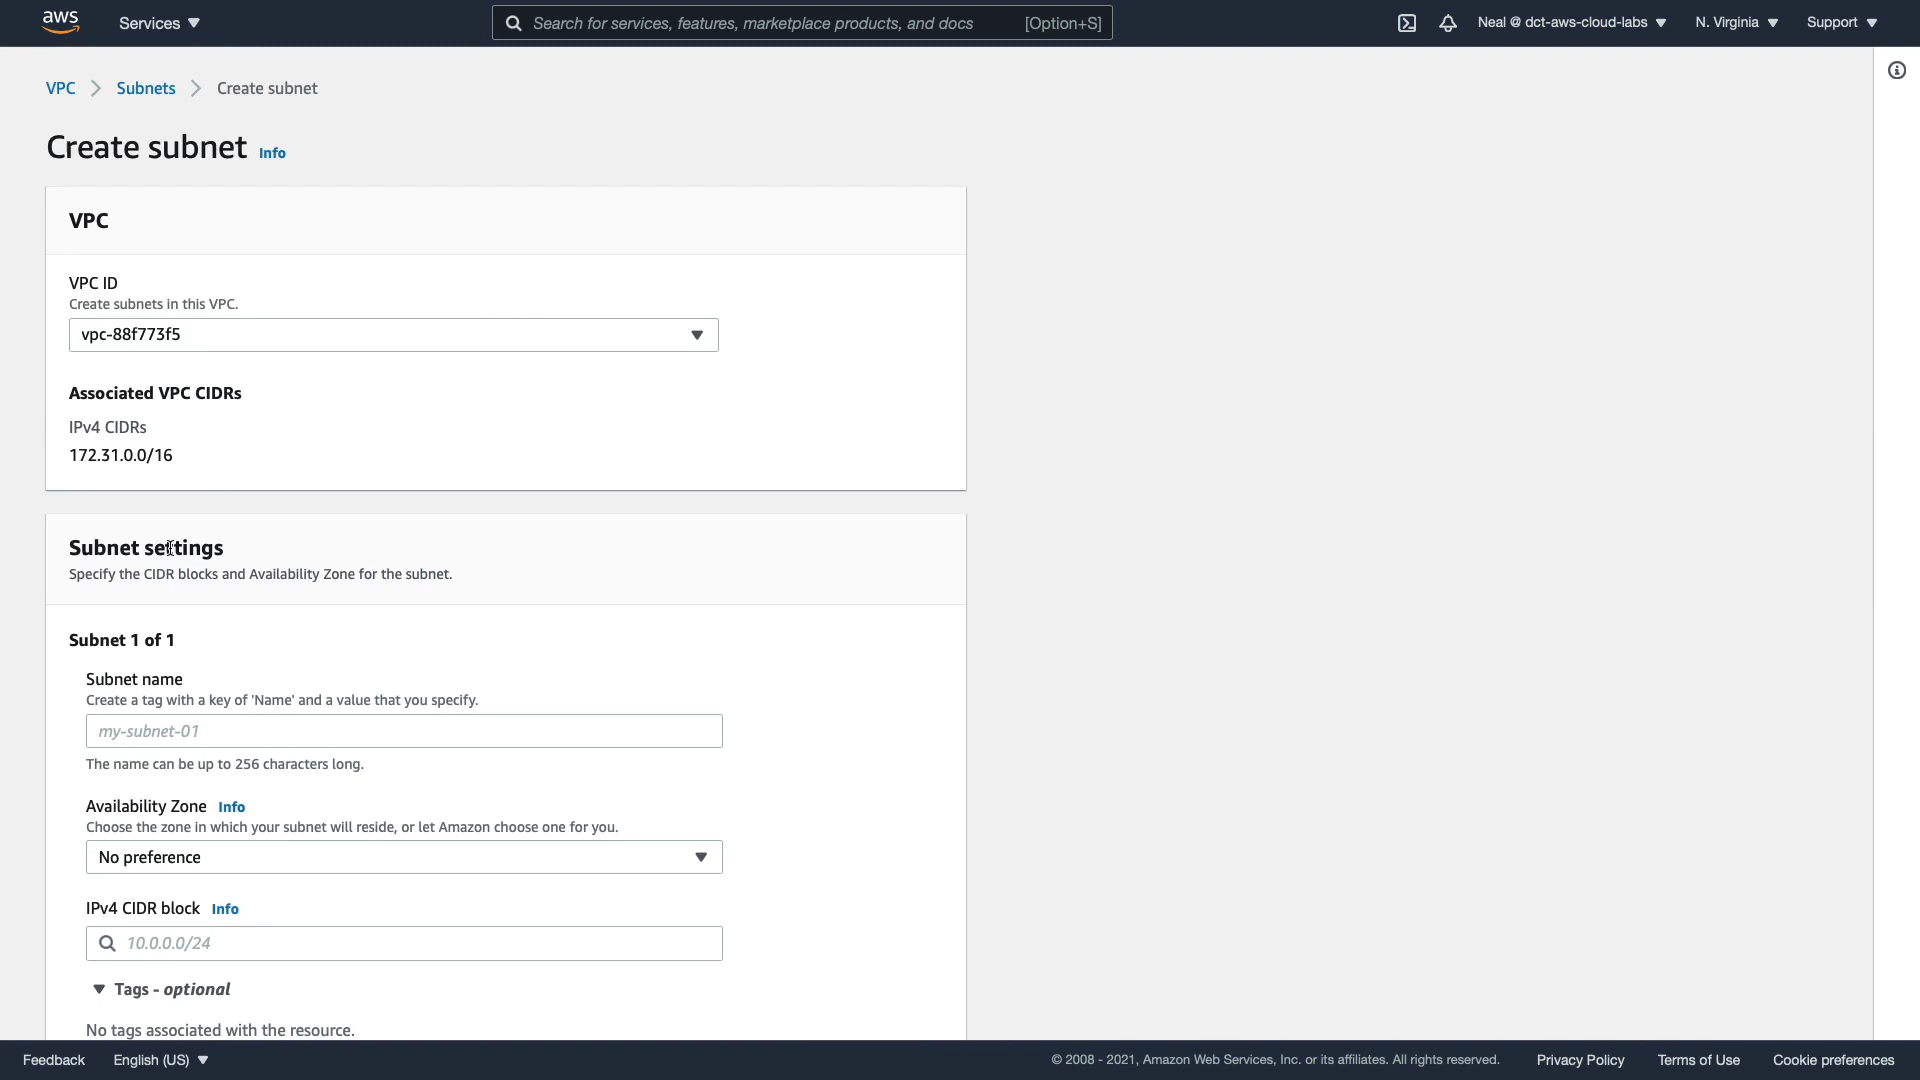 aws
Services
Search for services, features, marketplace products, and docs [Option+S]
Neal @ dct-aws-cloud-labs
N. Virginia
Support
VPC
Subnets
Create subnet
Create subnet Info
VPC
VPC ID
Create subnets in this VPC.
vpc-88f773f5
Associated VPC CIDRs
IPv4 CIDRs
172.31.0.0/16
Subnet settings
Specify the CIDR blocks and Availability Zone for the subnet.
Subnet 1 of 1
Subnet name
Create a tag with a key of 'Name' and a value that you specify.
my-subnet-01
The name can be up to 256 characters long.
Availability Zone Info
Choose the zone in which your subnet will reside, or let Amazon choose one for you.
No preference
IPv4 CIDR block Info
10.0.0.0/24
Tags - optional
No tags associated with the resource.
Feedback
English (US)
© 2008 - 2021, Amazon Web Services, Inc. or its affiliates. All rights reserved.
Privacy Policy
Terms of Use
Cookie preferences